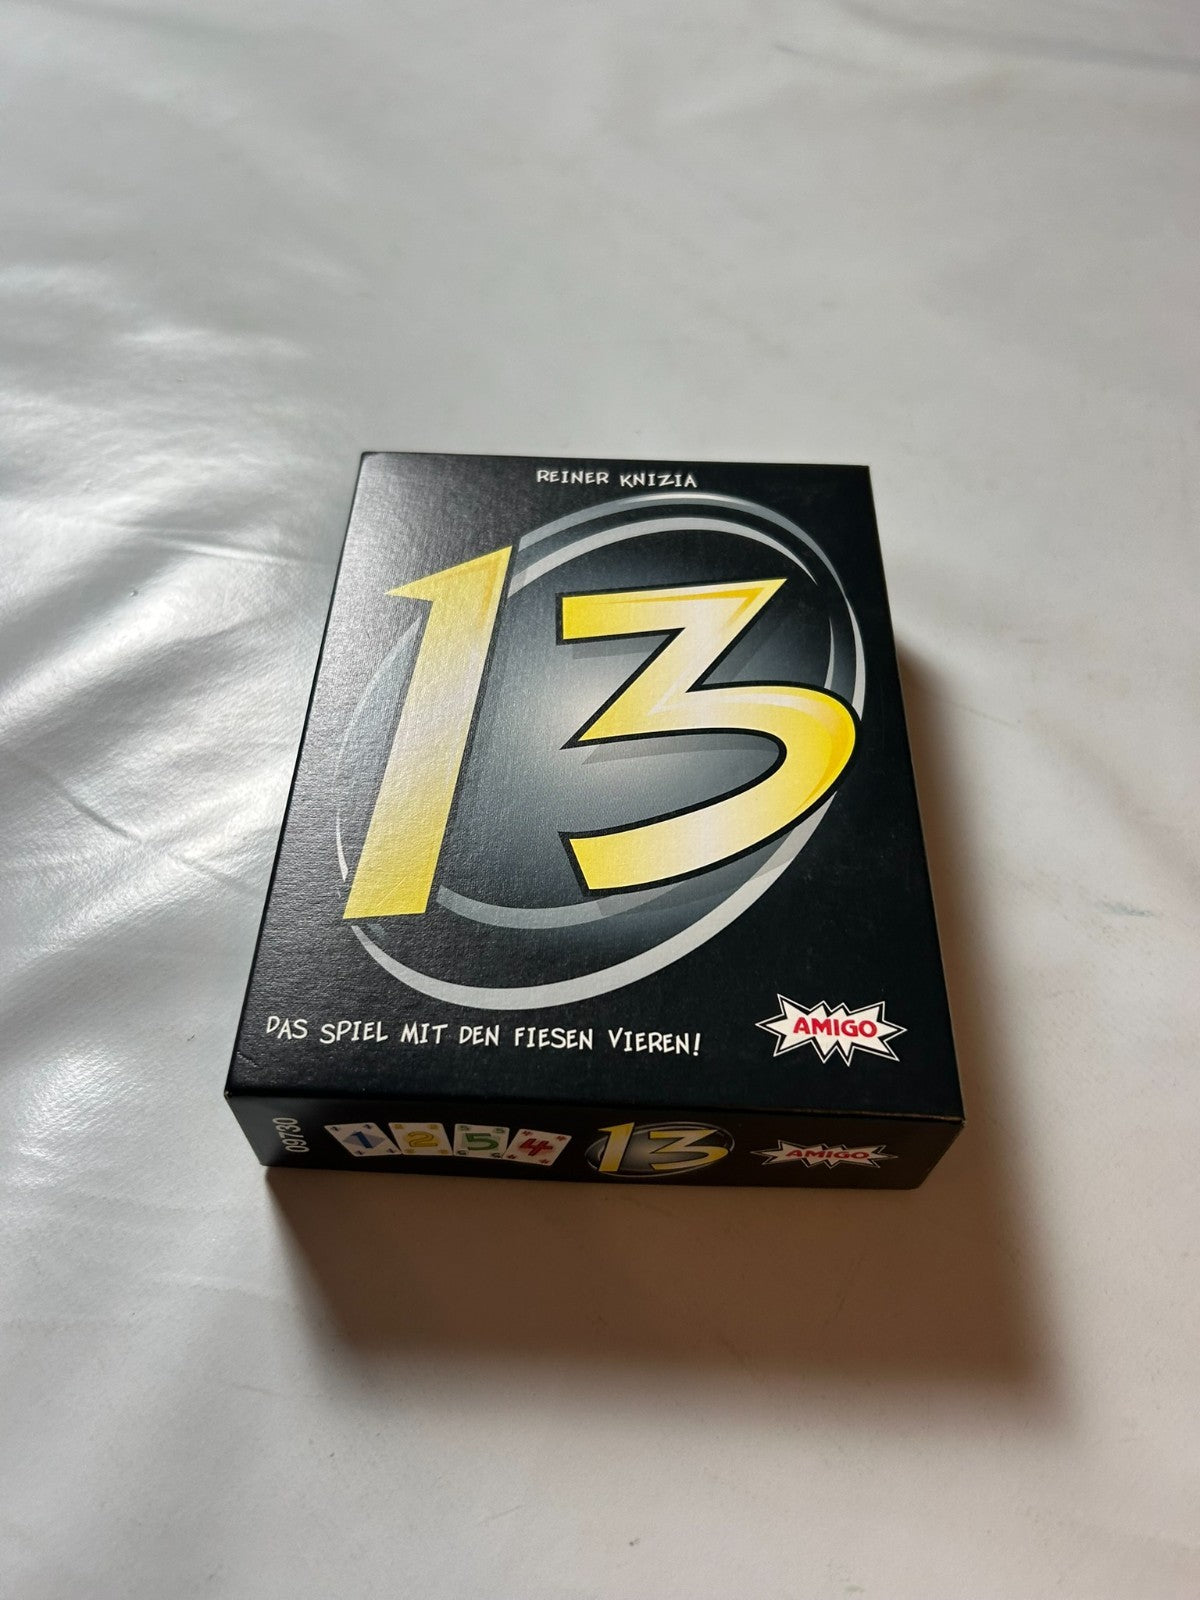 REINER KNIZIA
13
DAS SPIEL MIT DEN FIESEN VIEREN!
AMIGO
09730
1 2 5 4
13
AMIGO